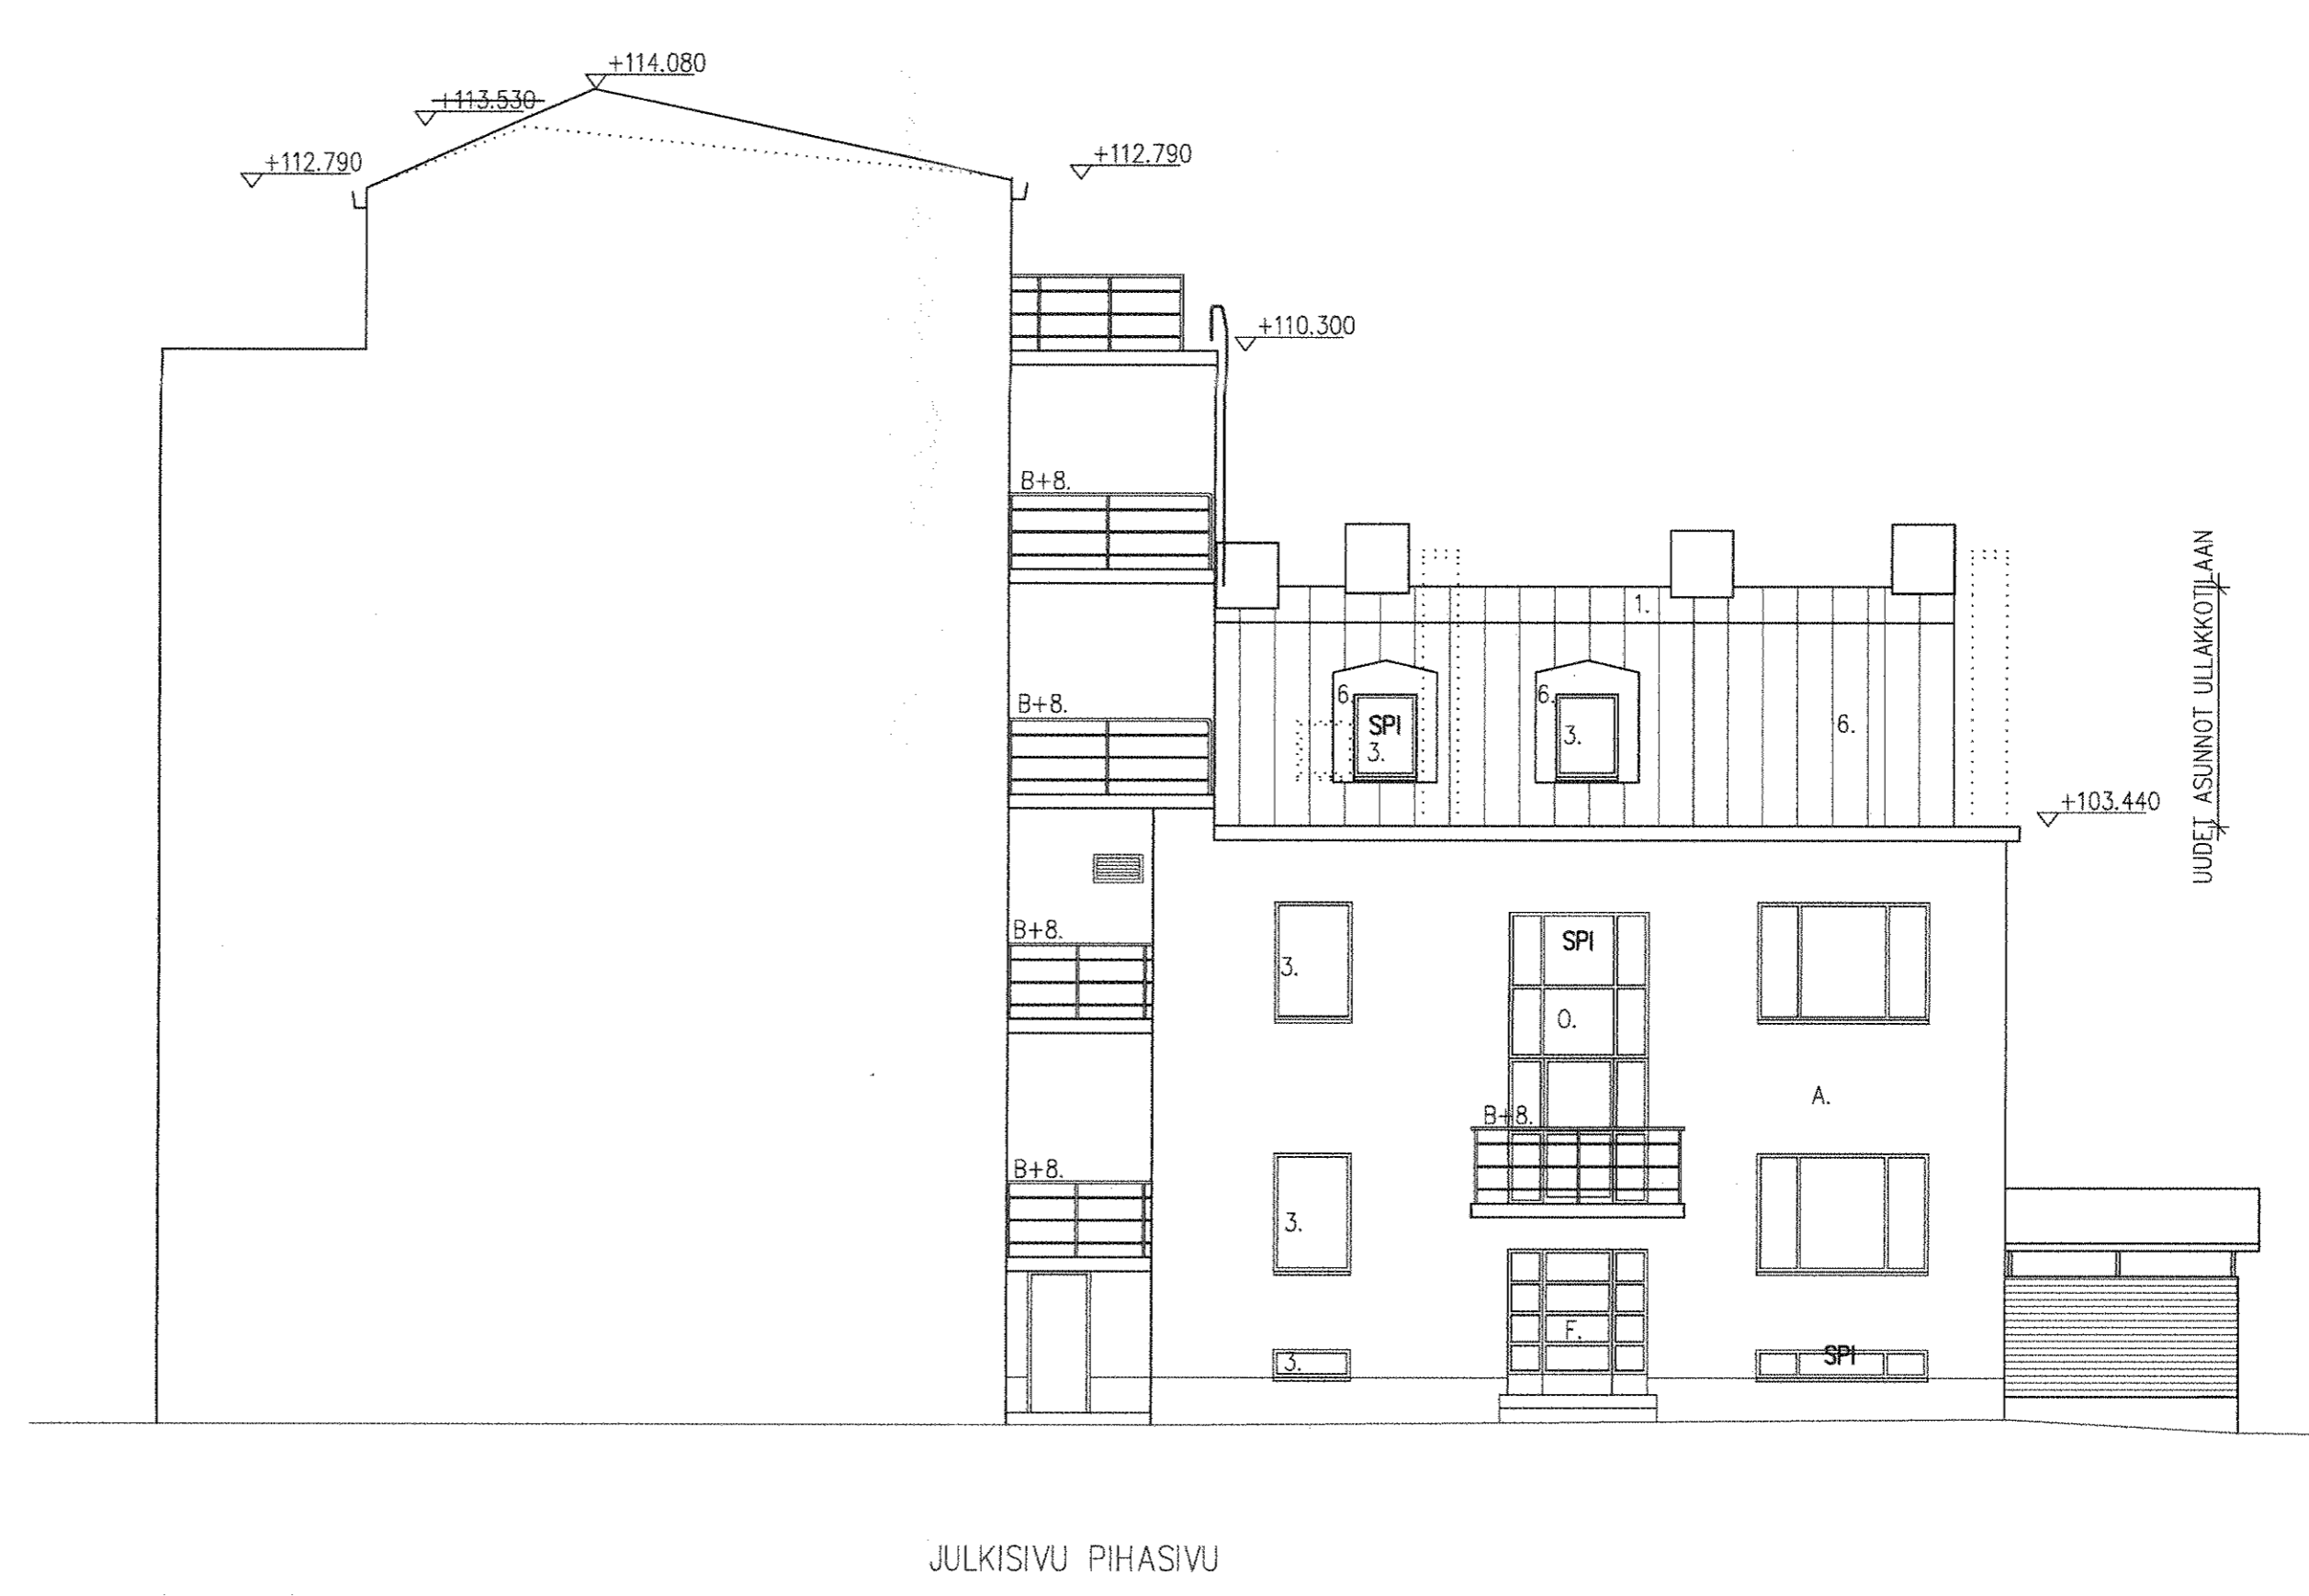 +114.080
+113.530
+112.790
+112.790
+110.300
B+8.
1.
B+8.
6.
SPI
3.
6.
3.
6.
UUDET ASUNNOT ULLAKKOTILAAN
+103.440
B+8.
3.
SPI
O.
A.
B+8.
B+8.
3.
F.
3.
SPI
JULKISIVU PIHASIVU